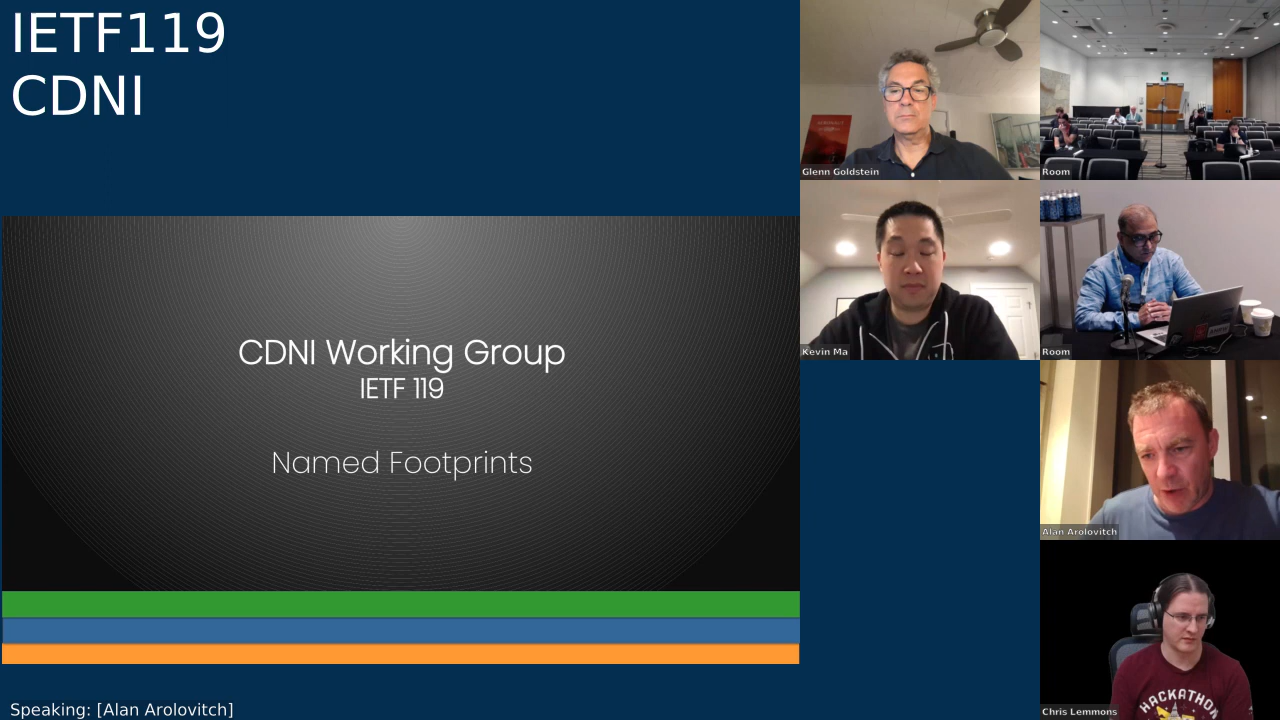 IETF119
CDNI
CDNI Working Group
IETF 119
Named Footprints
Speaking: [Alan Arolovitch]
Glenn Goldstein
Room
Kevin Ma
Room
Alan Arolovitch
Chris Lemmons
HACKATHON